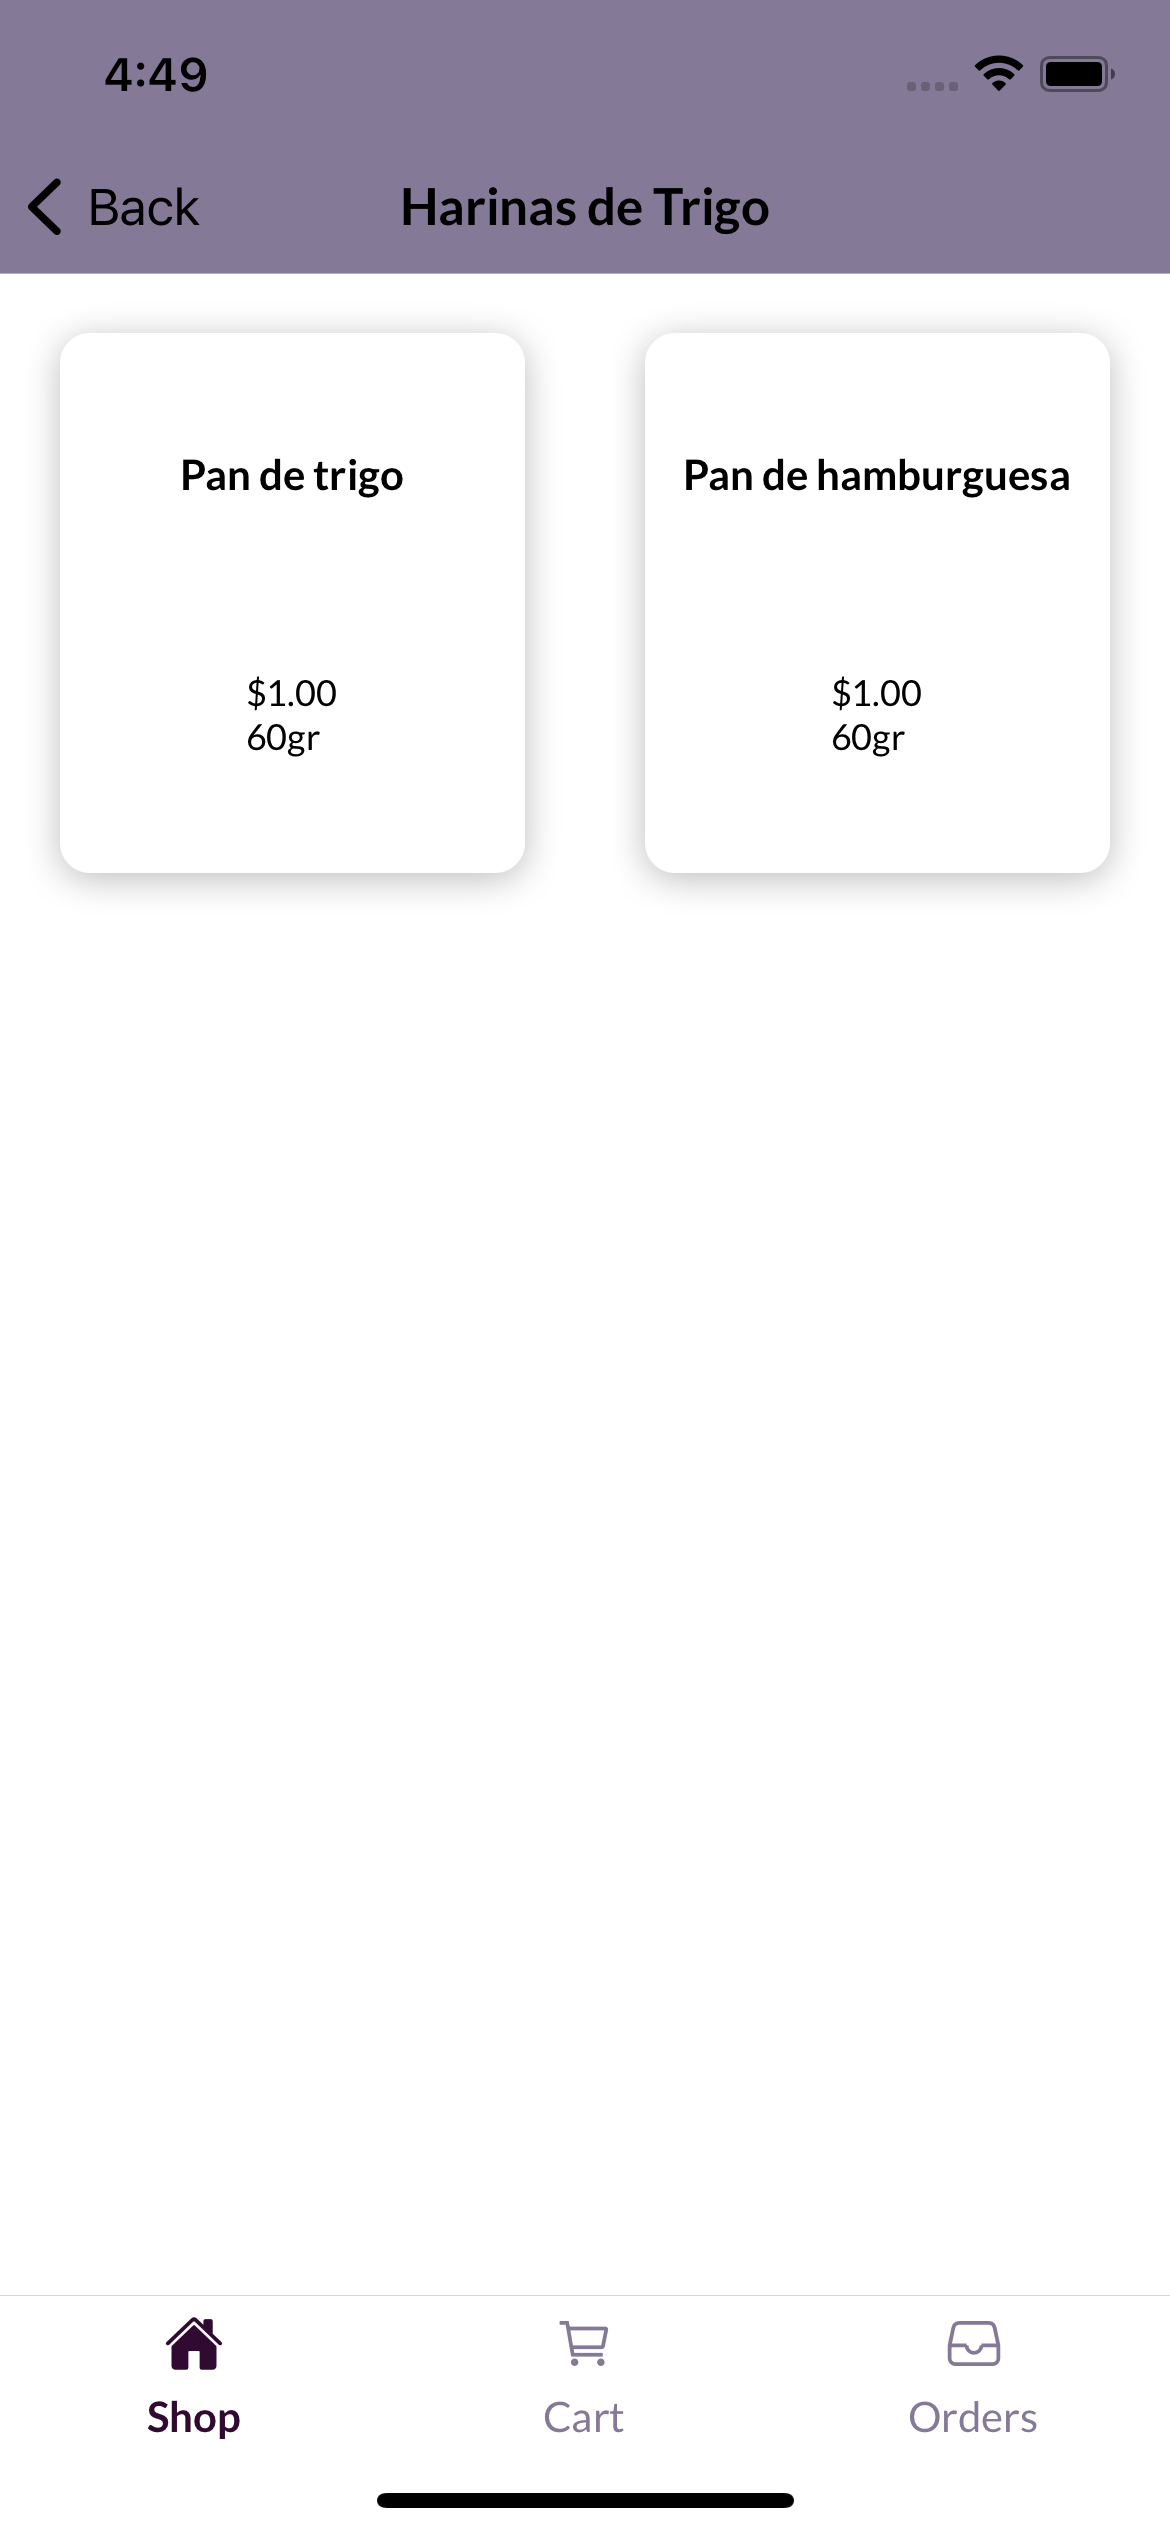 4:49
Back
Harinas de Trigo
Pan de trigo
$1.00
60gr
Pan de hamburguesa
$1.00
60gr
Shop
Cart
Orders